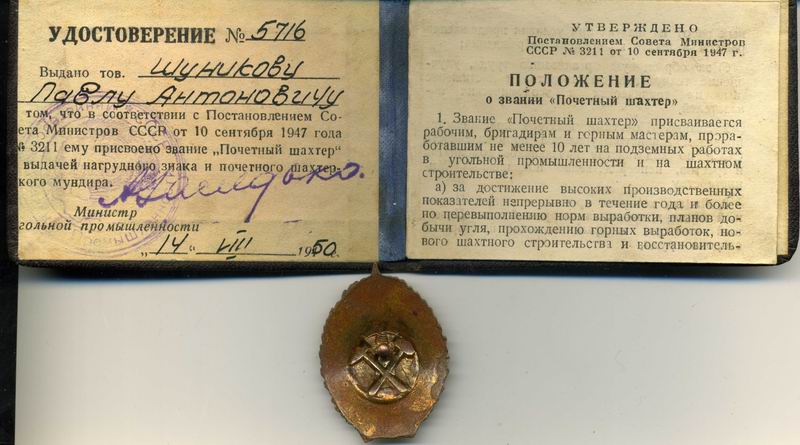 УДОСТОВЕРЕНИЕ № 5716
Выдано тов. Шуникову
Павлу Антоновичу
том, что в соответствии с Постановлением Со-
ета Министров СССР от 10 сентября 1947 года
№ 3211 ему присвоено звание „Почетный шахтер"
выдачей нагрудного знака и почетного шахтер-
кого мундира.
Министр
гольной промышленности
„14" VIII 1950.
УТВЕРЖДЕНО
Постановлением Совета Министров
СССР № 3211 от 10 сентября 1947 г.
ПОЛОЖЕНИЕ
о звании «Почетный шахтер»
1. Звание «Почетный шахтер» присваивается
рабочим, бригадирам и горным мастерам, прора-
ботавшим не менее 10 лет на подземных работах
в угольной промышленности и на шахтном
строительстве:
а) за достижение высоких производственных
показателей непрерывно в течение года и более
по перевыполнению норм выработки, планов до-
бычи угля, прохождению горных выработок, но-
вого шахтного строительства и восстановитель-